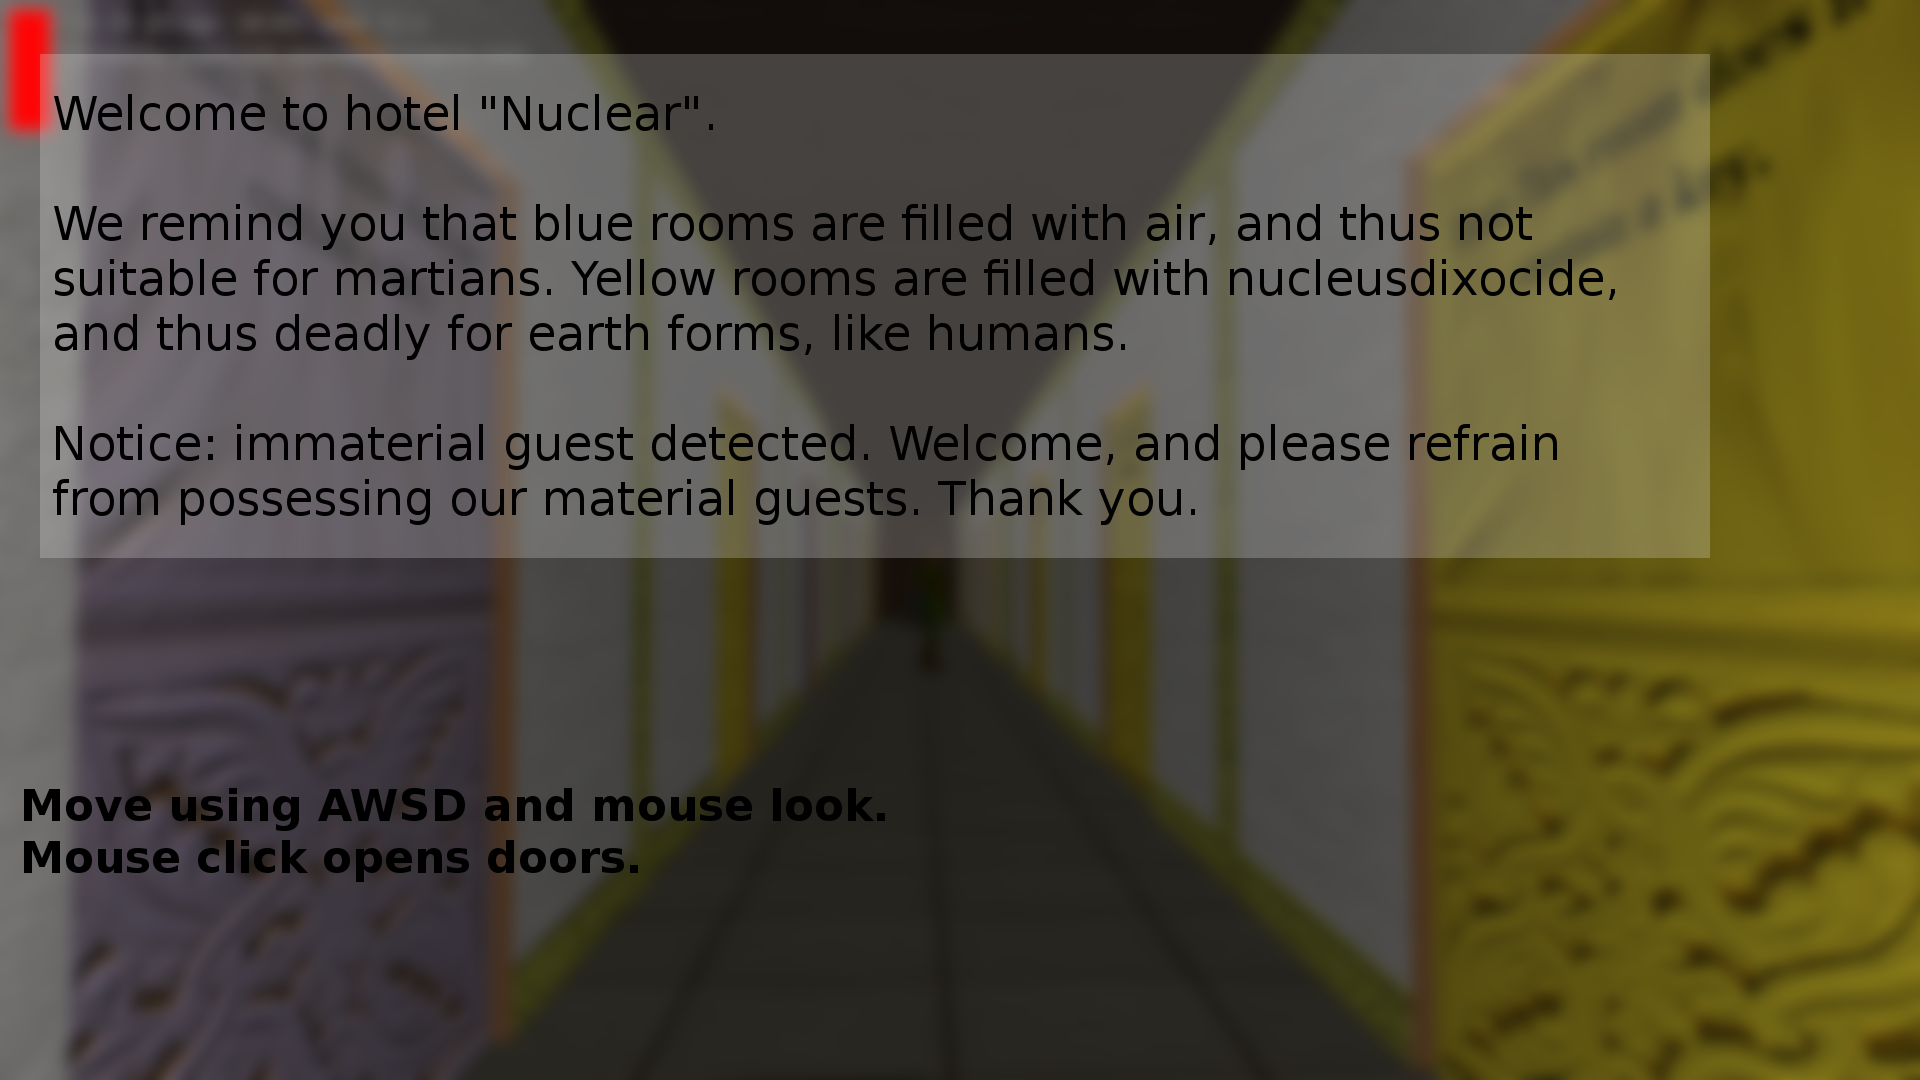 Welcome to hotel "Nuclear".
We remind you that blue rooms are filled with air, and thus not
suitable for martians. Yellow rooms are filled with nucleusdixocide,
and thus deadly for earth forms, like humans.
Notice: immaterial guest detected. Welcome, and please refrain
from possessing our material guests. Thank you.
Move using AWSD and mouse look.
Mouse click opens doors.